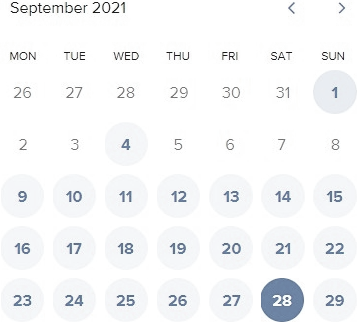 September 2021
MON TUE WED THU FRI SAT SUN
26 27 28 29 30 31 1
2 3 4 5 6 7 8
9 10 11 12 13 14 15
16 17 18 19 20 21 22
23 24 25 26 27 28 29